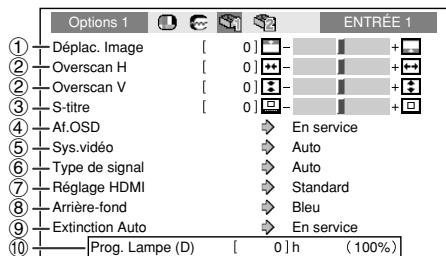 Options 1 ENTRÉE 1
① Déplac. Image [ 0 ] – +
② Overscan H [ 0 ] – +
② Overscan V [ 0 ] – +
③ S-titre [ 0 ] – +
④ Af.OSD En service
⑤ Sys.vidéo Auto
⑥ Type de signal Auto
⑦ Réglage HDMI Standard
⑧ Arrière-fond Bleu
⑨ Extinction Auto En service
⑩ Prog. Lampe (D) [ 0 ] h (100%)